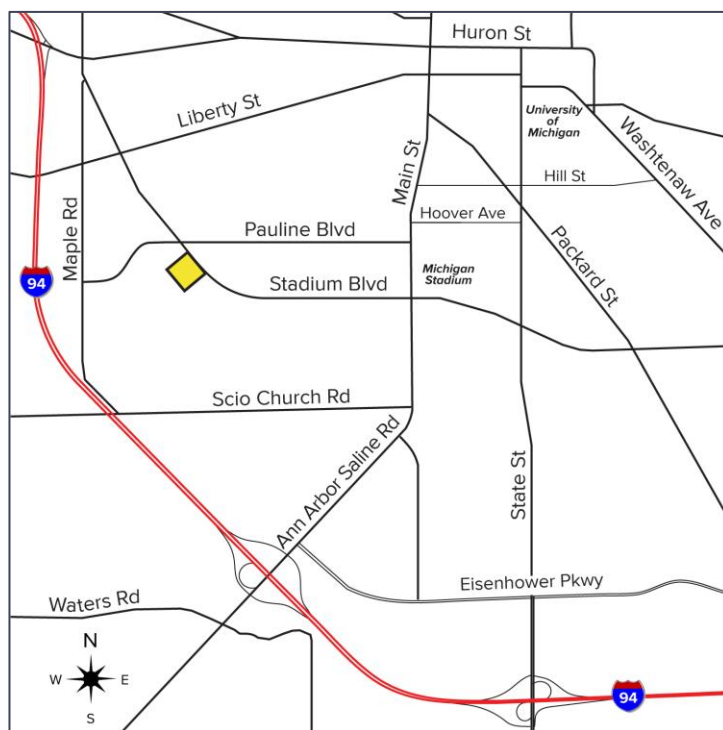 Huron St
Liberty St
University
of
Michigan
Washtenaw Ave
Main St
Hill St
Hoover Ave
Pauline Blvd
Maple Rd
94
Stadium Blvd
Michigan
Stadium
Packard St
Scio Church Rd
Ann Arbor Saline Rd
State St
Eisenhower Pkwy
Waters Rd
N
W
E
S
94